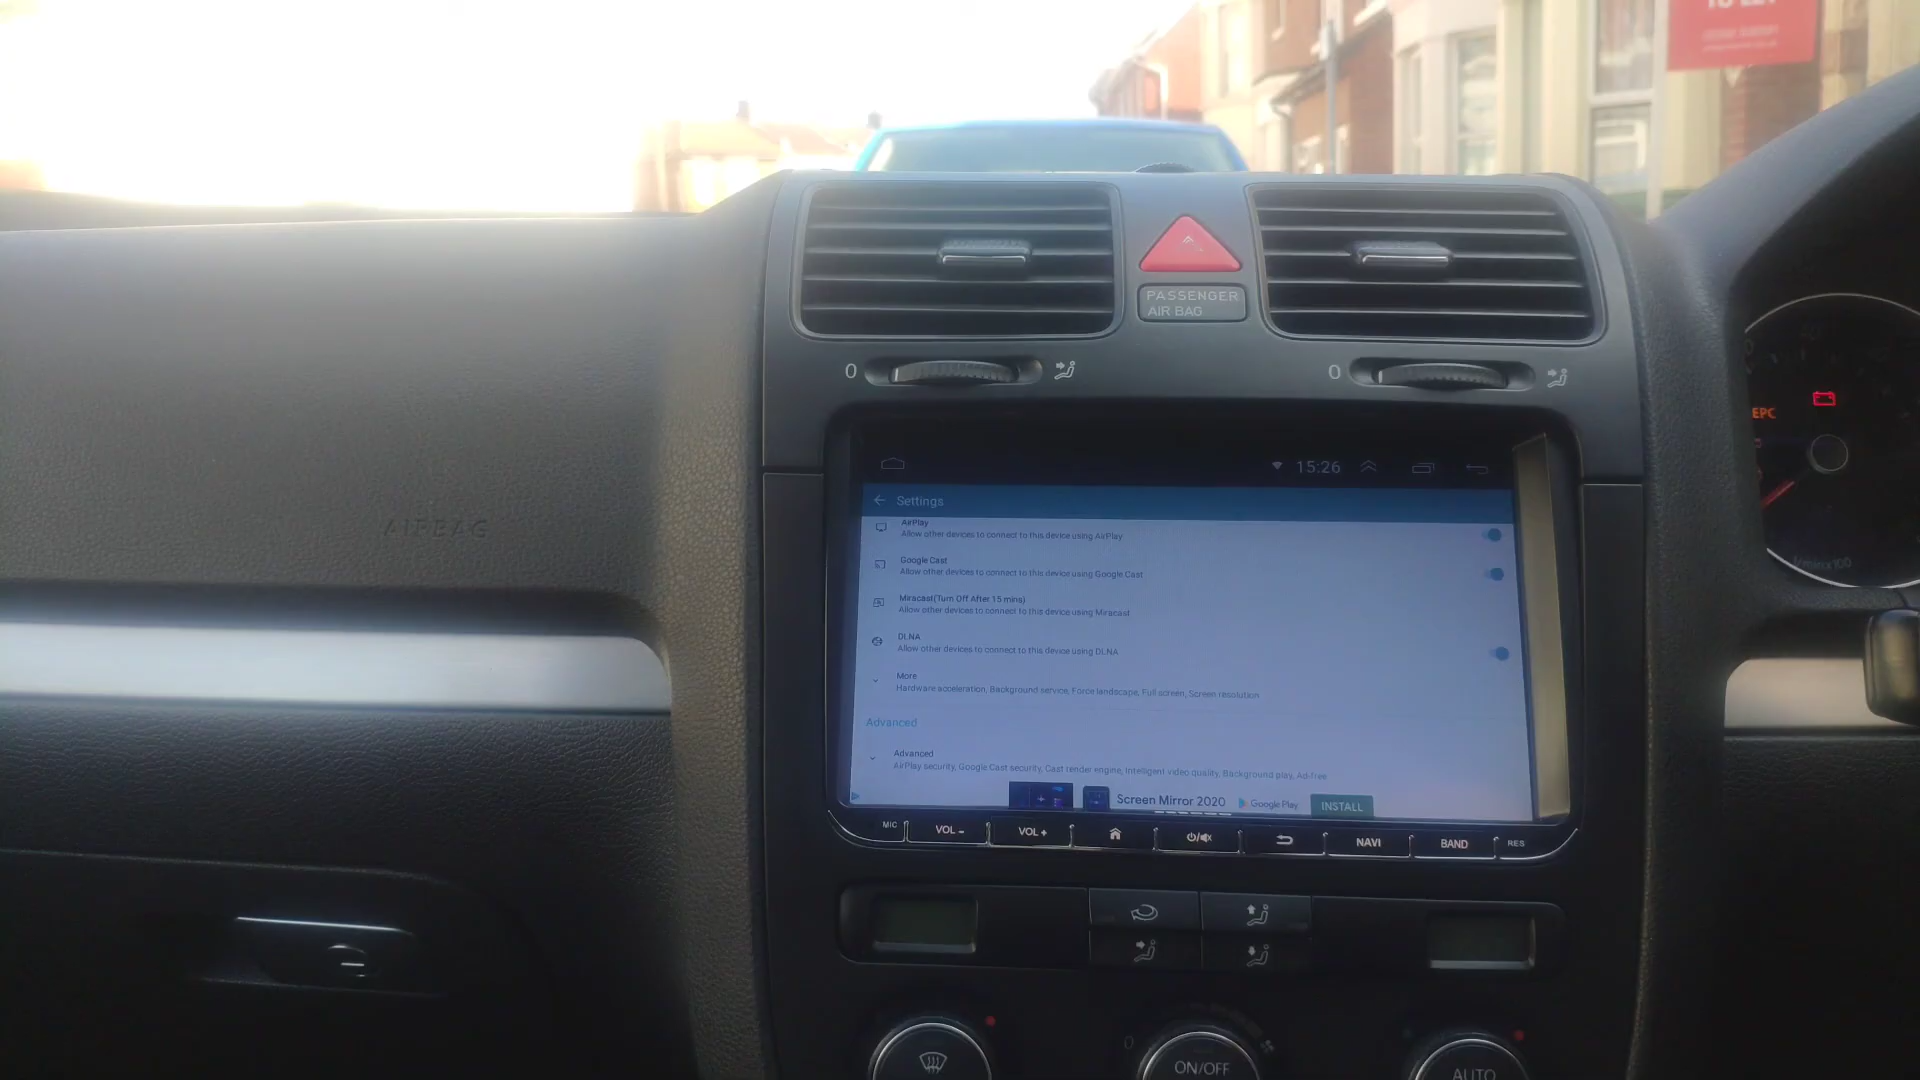 TO LET
PASSENGER
AIR BAG
0
0
EPC
AIRBAG
15:26
Settings
AirPlay
Allow other devices to connect to this device using AirPlay
Google Cast
Allow other devices to connect to this device using Google Cast
Miracast(Turn Off After 15 mins)
Allow other devices to connect to this device using Miracast
DLNA
Allow other devices to connect to this device using DLNA
More
Hardware acceleration, Background service, Force landscape, Full screen, Screen resolution
Advanced
Advanced
AirPlay security, Google Cast security, Cast render engine, Intelligent video quality, Background play, Ad-free
Screen Mirror 2020
Google Play
INSTALL
MIC
VOL -
VOL +
NAVI
BAND
RES
0
ON/OFF
AUTO